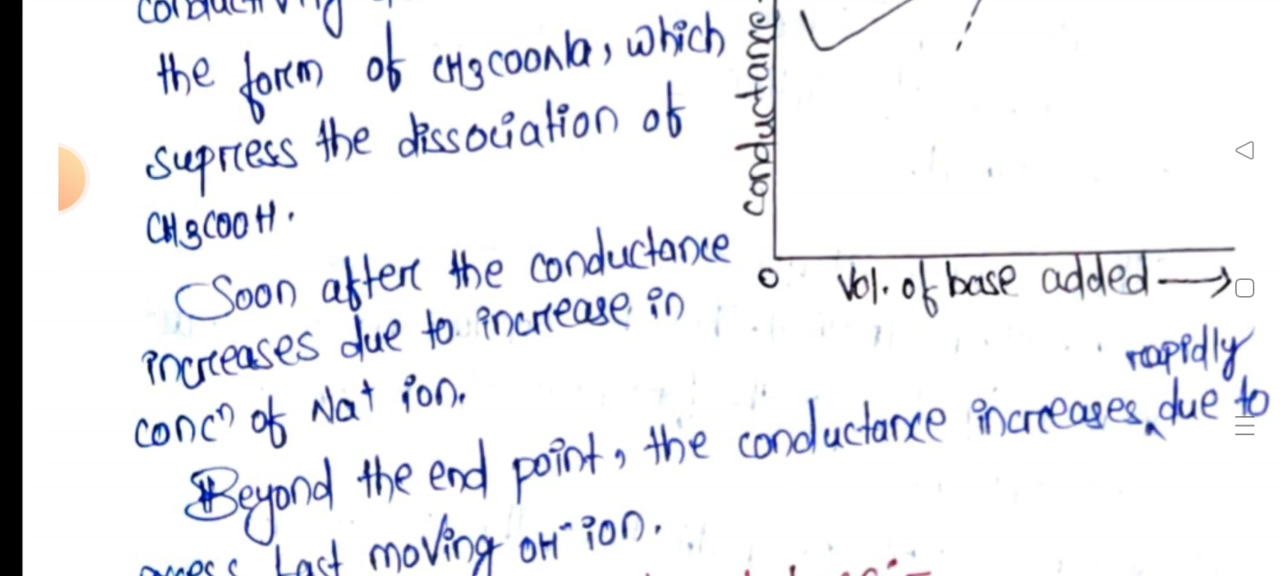 the form of CH3COONa, which
supress the dissociation of
CH3COOH.
Soon after the conductance
increases due to increase in
concⁿ of Na+ ion.
Beyond the end point, the conductance increases rapidly due to
fast moving OH- ion.
conductance
0
Vol. of base added →